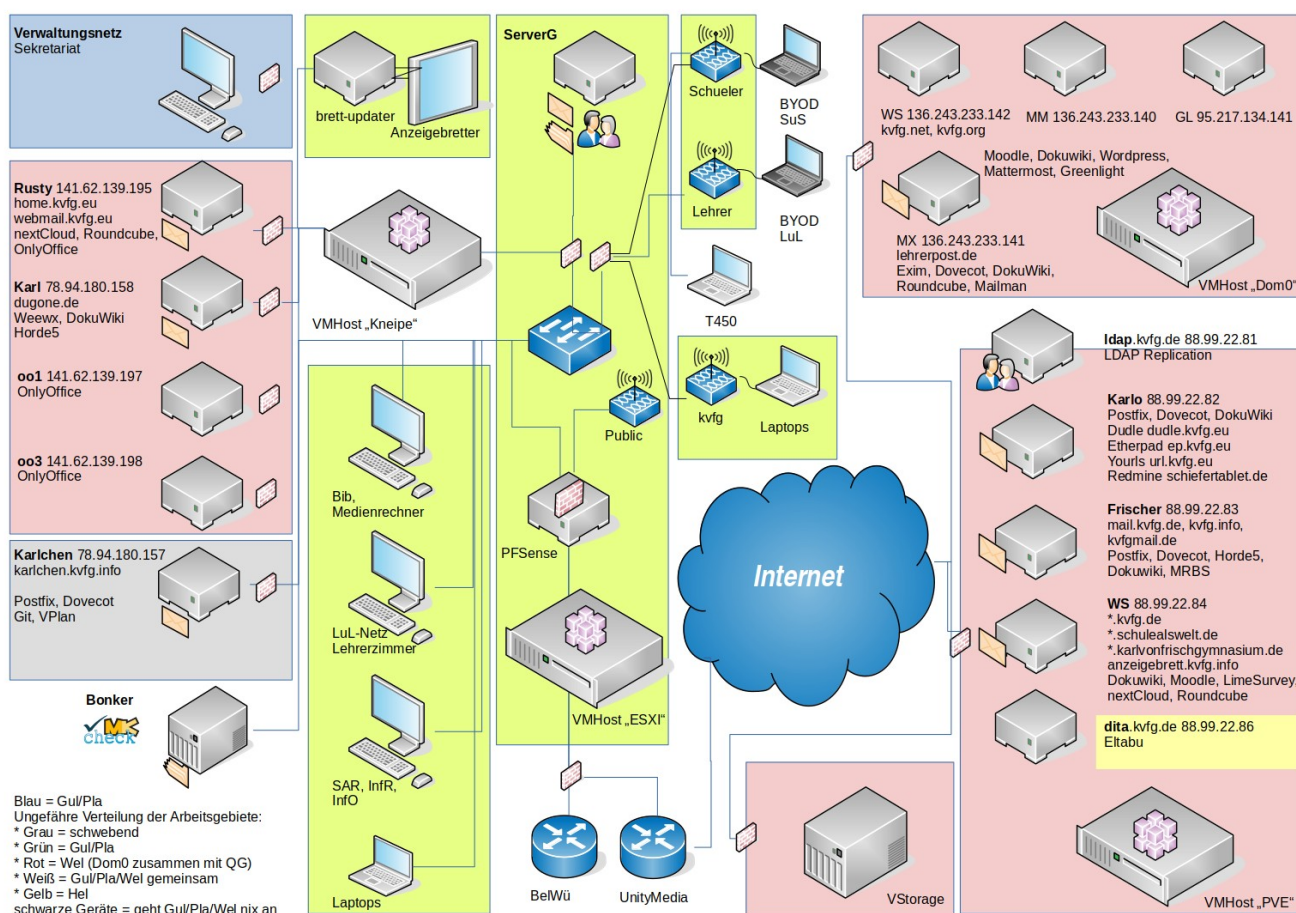 Verwaltungsnetz
Sekretariat
brett-updater
Anzeigebretter
ServerG
Schueler
BYOD
SuS
Lehrer
BYOD
LuL
T450
WS 136.243.233.142
kvfg.net, kvfg.org
MM 136.243.233.140
GL 95.217.134.141
Moodle, Dokuwiki, Wordpress,
Mattermost, Greenlight
MX 136.243.233.141
lehrerpost.de
Exim, Dovecot, DokuWiki,
Roundcube, Mailman
VMHost „Dom0“
Rusty 141.62.139.195
home.kvfg.eu
webmail.kvfg.eu
nextCloud, Roundcube,
OnlyOffice
Karl 78.94.180.158
dugone.de
Weewx, DokuWiki
Horde5
oo1 141.62.139.197
OnlyOffice
oo3 141.62.139.198
OnlyOffice
VMHost „Kneipe“
kvfg
Laptops
Public
PFSense
VMHost „ESXI“
Bib,
Medienrechner
LuL-Netz
Lehrerzimmer
SAR, InfR,
InfO
Laptops
Karlchen 78.94.180.157
karlchen.kvfg.info
Postfix, Dovecot
Git, VPlan
Bonker
MK
check
Blau = Gul/Pla
Ungefähre Verteilung der Arbeitsgebiete:
* Grau = schwebend
* Grün = Gul/Pla
* Rot = Wel (Dom0 zusammen mit QG)
* Weiß = Gul/Pla/Wel gemeinsam
* Gelb = Hel
schwarze Geräte = geht Gul/Pla/Wel nix an
BelWü
UnityMedia
Internet
VStorage
ldap.kvfg.de 88.99.22.81
LDAP Replication
Karlo 88.99.22.82
Postfix, Dovecot, DokuWiki
Dudle dudle.kvfg.eu
Etherpad ep.kvfg.eu
Yourls url.kvfg.eu
Redmine schiefertablet.de
Frischer 88.99.22.83
mail.kvfg.de, kvfg.info,
kvfgmail.de
Postfix, Dovecot, Horde5,
Dokuwiki, MRBS
WS 88.99.22.84
*.kvfg.de
*.schulealswelt.de
*.karlvonfrischgymnasium.de
anzeigebrett.kvfg.info
Dokuwiki, Moodle, LimeSurvey,
nextCloud, Roundcube
dita.kvfg.de 88.99.22.86
Eltabu
VMHost „PVE“